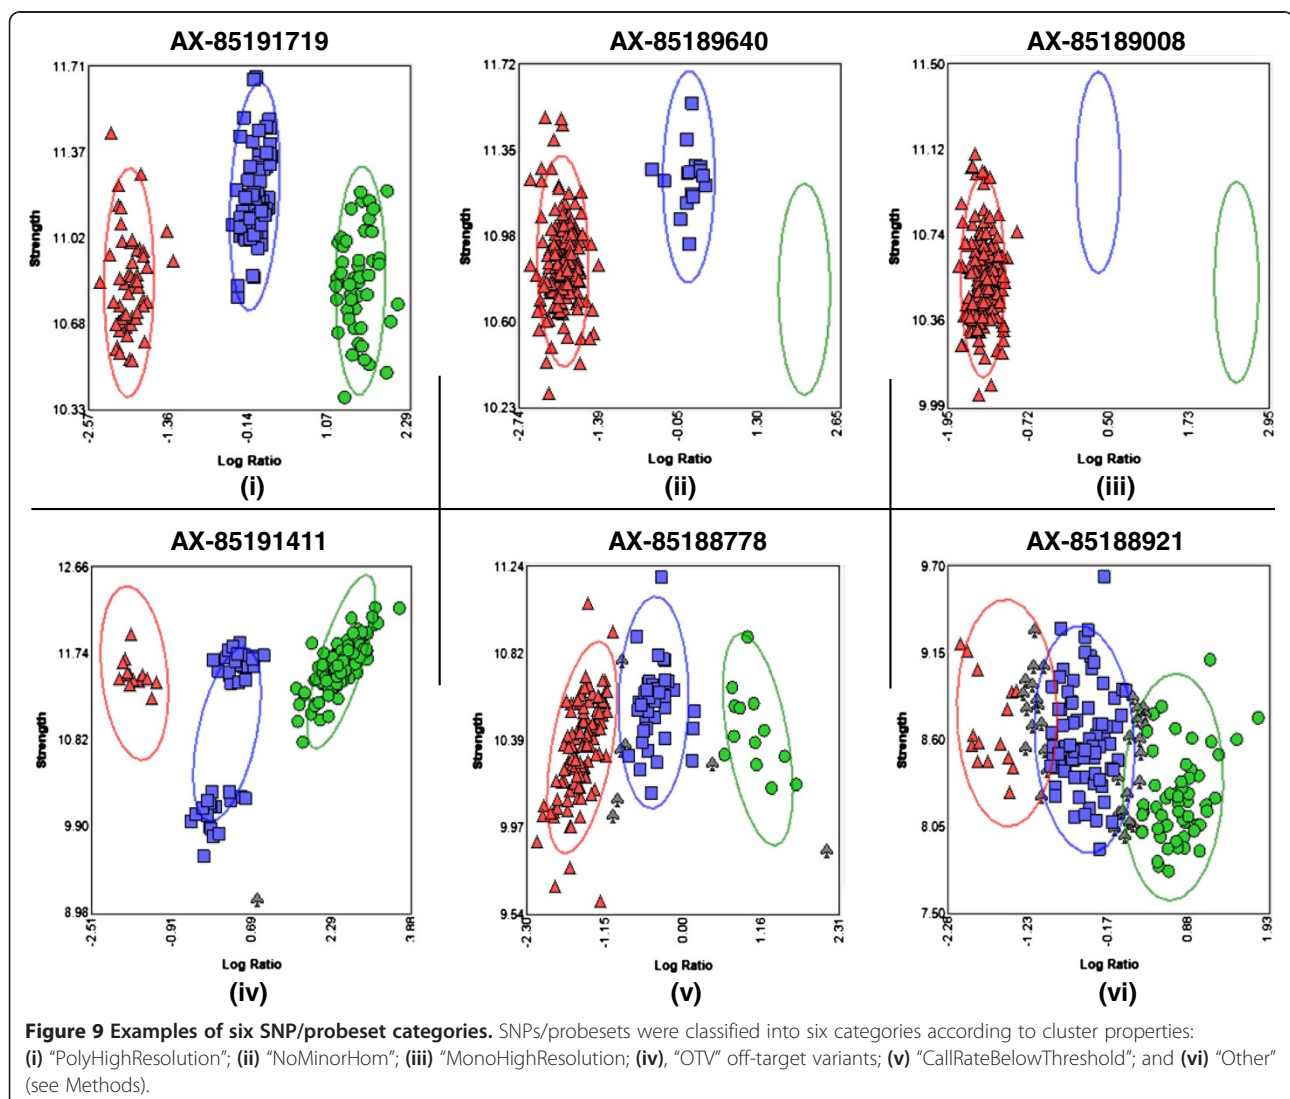 AX-85191719
AX-85189640
AX-85189008
11.71
11.37
11.02
10.68
10.33
Strength
-2.57
-1.36
-0.14
1.07
2.29
Log Ratio
(i)
11.72
11.35
10.98
10.60
10.23
Strength
-2.74
-1.39
-0.05
1.30
2.65
Log Ratio
(ii)
11.50
11.12
10.74
10.36
9.99
Strength
-1.95
-0.72
0.50
1.73
2.95
Log Ratio
(iii)
AX-85191411
AX-85188778
AX-85188921
12.66
11.74
10.82
9.90
8.98
Strength
-2.51
-0.91
0.69
2.29
3.88
Log Ratio
(iv)
11.24
10.82
10.39
9.97
9.54
Strength
-2.30
-1.15
0.00
1.16
2.31
Log Ratio
(v)
9.70
9.15
8.60
8.05
7.50
Strength
-2.28
-1.23
-0.17
0.88
1.93
Log Ratio
(vi)
Figure 9 Examples of six SNP/probeset categories. SNPs/probesets were classified into six categories according to cluster properties:
(i) “PolyHighResolution”; (ii) “NoMinorHom”; (iii) “MonoHighResolution; (iv), “OTV” off-target variants; (v) “CallRateBelowThreshold”; and (vi) “Other”
(see Methods).